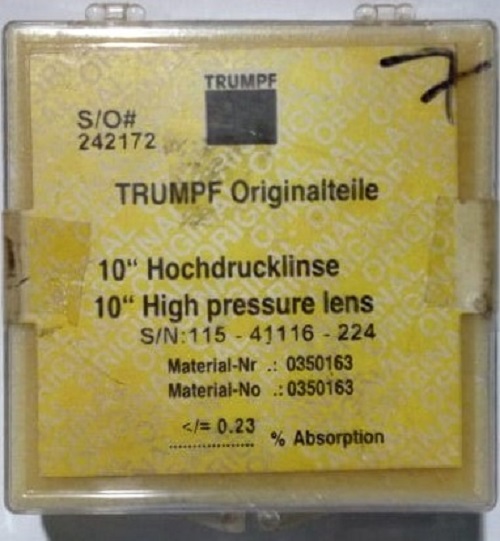 TRUMPF
7
S/O#
242172
TRUMPF Originalteile
10“ Hochdrucklinse
10“ High pressure lens
S/N:115 - 41116 - 224
Material-Nr .: 0350163
Material-No .: 0350163
</= 0.23 % Absorption